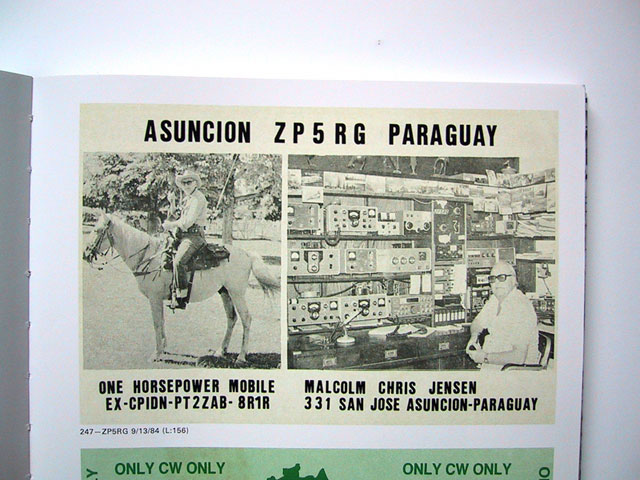 ASUNCION ZP5RG PARAGUAY
ONE HORSEPOWER MOBILE
EX-CPIDN-PT2ZAB-8R1R
MALCOLM CHRIS JENSEN
331 SAN JOSE ASUNCION-PARAGUAY
247—ZP5RG 9/13/84 (L:156)
ONLY CW ONLY
ONLY CW ONLY